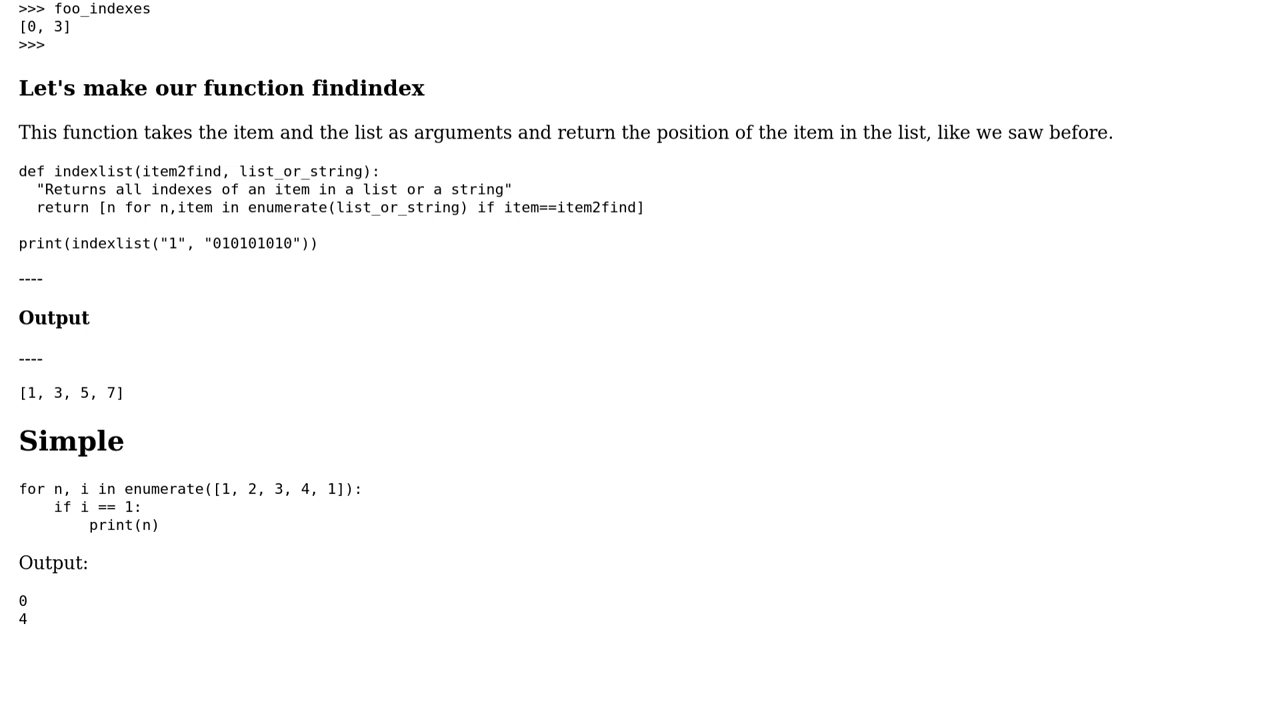 >>> foo_indexes
[0, 3]
>>>
Let's make our function findindex
This function takes the item and the list as arguments and return the position of the item in the list, like we saw before.
def indexlist(item2find, list_or_string):
  "Returns all indexes of an item in a list or a string"
  return [n for n,item in enumerate(list_or_string) if item==item2find]
print(indexlist("1", "010101010"))
----
Output
----
[1, 3, 5, 7]
Simple
for n, i in enumerate([1, 2, 3, 4, 1]):
    if i == 1:
        print(n)
Output:
0
4